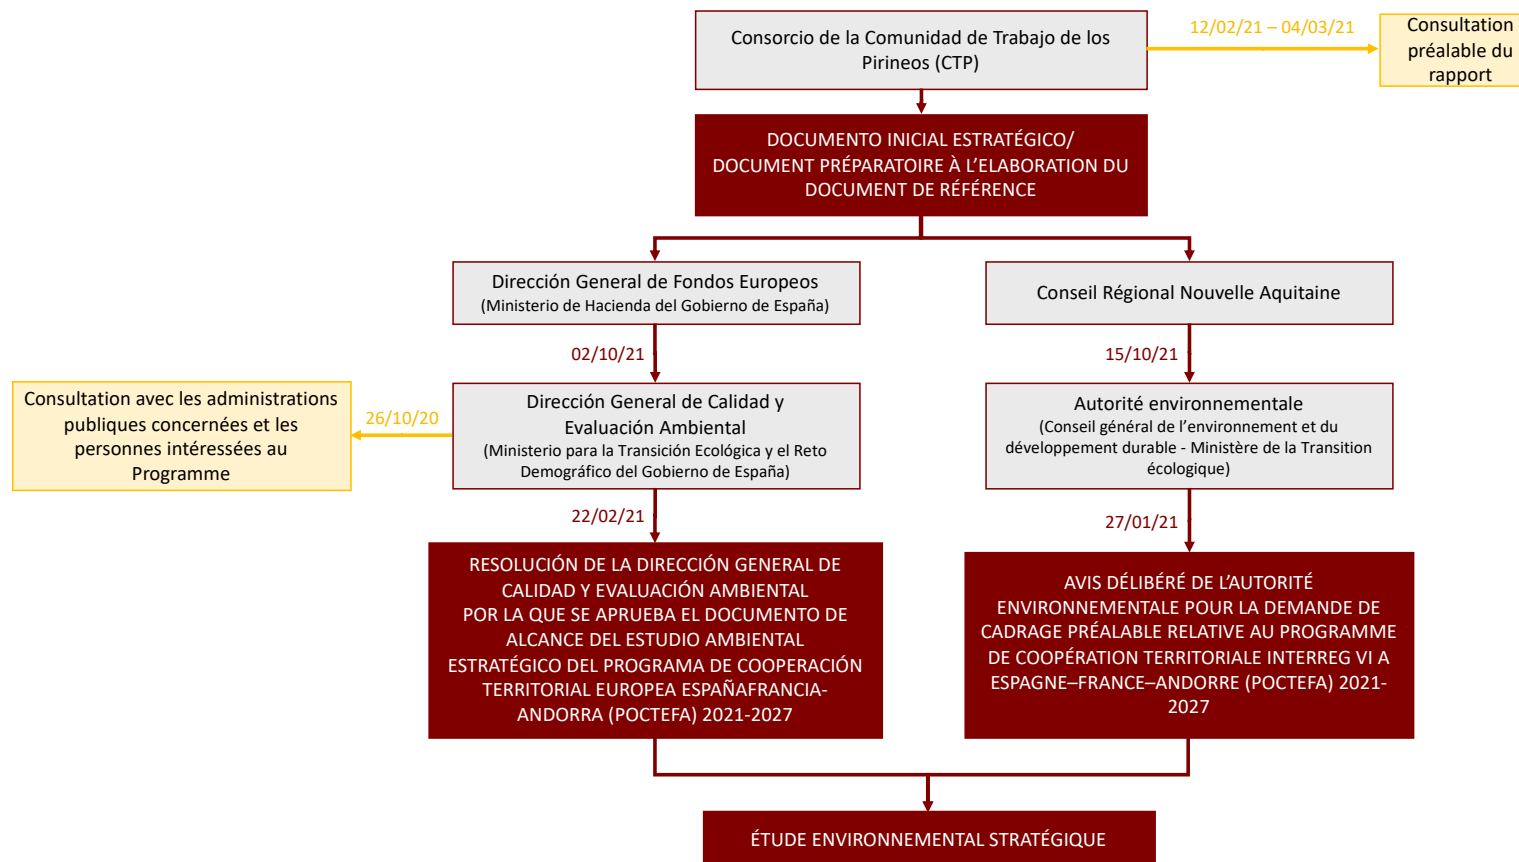 Consorcio de la Comunidad de Trabajo de los
Pirineos (CTP)
12/02/21 – 04/03/21
Consultation
préalable du
rapport
DOCUMENTO INICIAL ESTRATÉGICO/
DOCUMENT PRÉPARATOIRE À L’ELABORATION DU
DOCUMENT DE RÉFÉRENCE
Dirección General de Fondos Europeos
(Ministerio de Hacienda del Gobierno de España)
Conseil Régional Nouvelle Aquitaine
02/10/21
15/10/21
Consultation avec les administrations
publiques concernées et les
personnes intéressées au
Programme
26/10/20
Dirección General de Calidad y
Evaluación Ambiental
(Ministerio para la Transición Ecológica y el Reto
Demográfico del Gobierno de España)
Autorité environnementale
(Conseil général de l’environnement et du
développement durable - Ministère de la Transition
écologique)
22/02/21
27/01/21
RESOLUCIÓN DE LA DIRECCIÓN GENERAL DE
CALIDAD Y EVALUACIÓN AMBIENTAL
POR LA QUE SE APRUEBA EL DOCUMENTO DE
ALCANCE DEL ESTUDIO AMBIENTAL
ESTRATÉGICO DEL PROGRAMA DE COOPERACIÓN
TERRITORIAL EUROPEA ESPAÑAFRANCIA-
ANDORRA (POCTEFA) 2021-2027
AVIS DÉLIBÉRÉ DE L’AUTORITÉ
ENVIRONNEMENTALE POUR LA DEMANDE DE
CADRAGE PRÉALABLE RELATIVE AU PROGRAMME
DE COOPÉRATION TERRITORIALE INTERREG VI A
ESPAGNE–FRANCE–ANDORRE (POCTEFA) 2021-
2027
ÉTUDE ENVIRONNEMENTAL STRATÉGIQUE